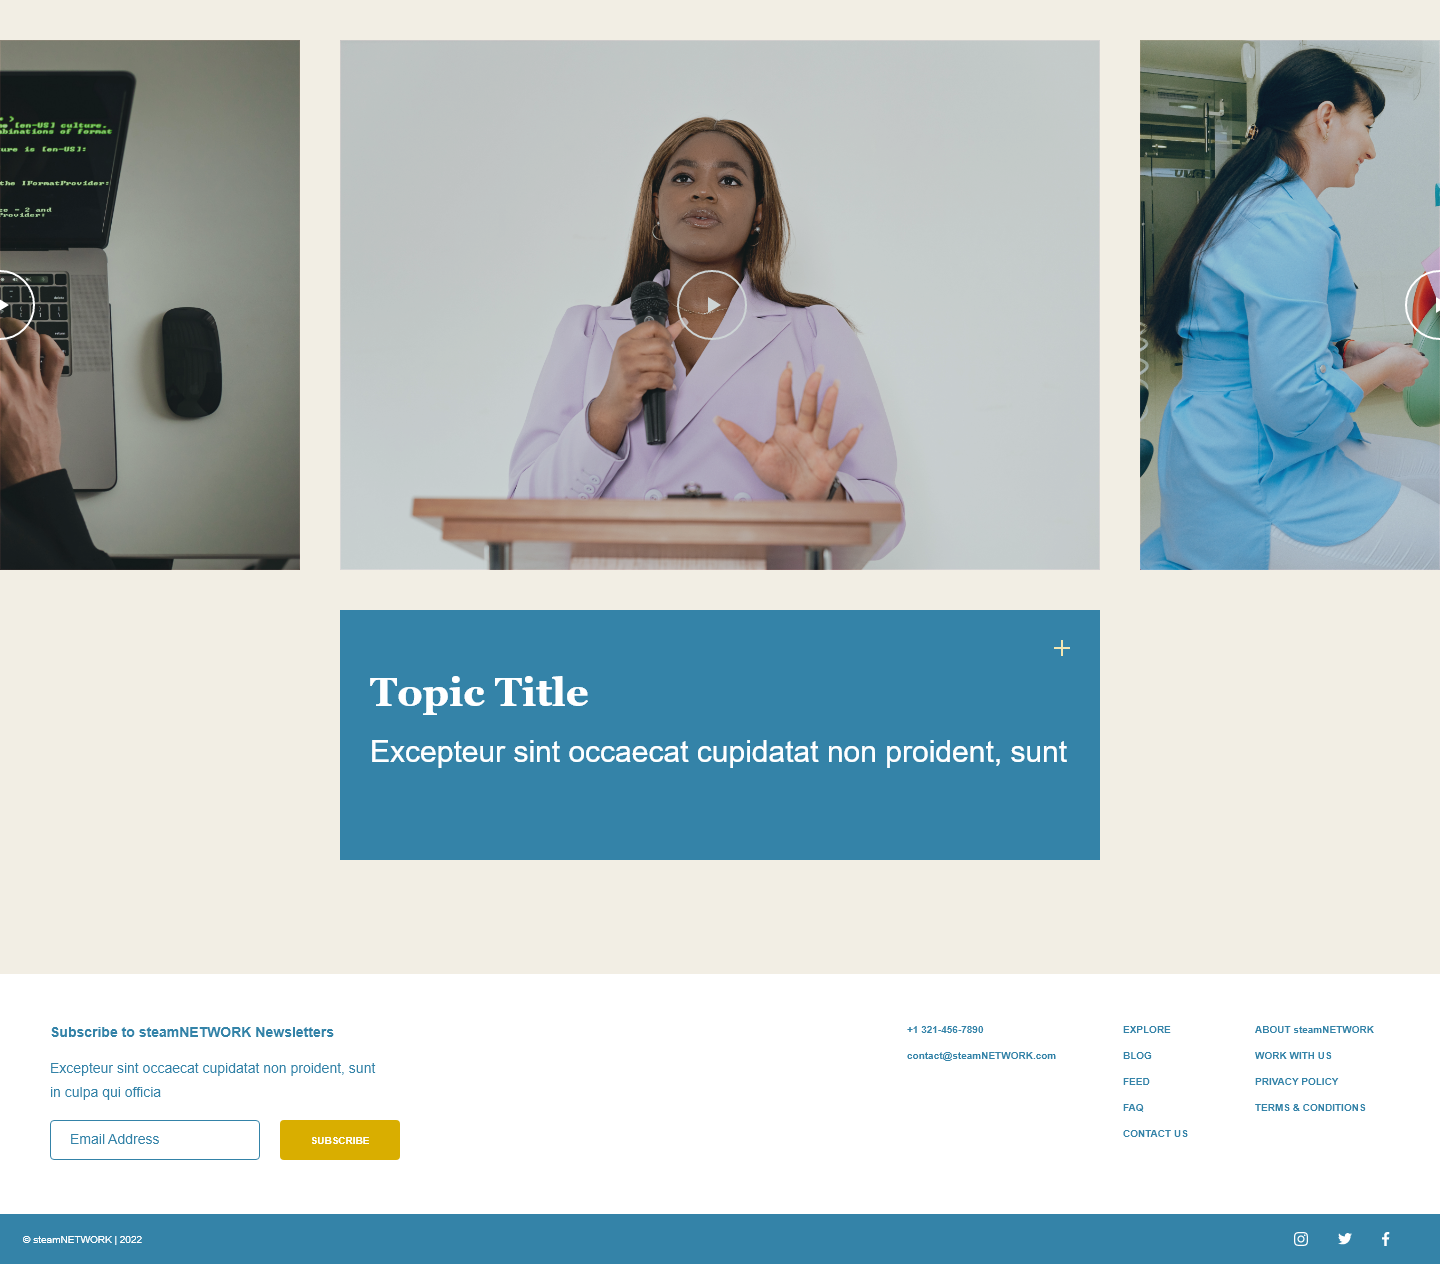 e [en-US] culture.
binations of format
ure is [en-US]:
the IFormatProvider:
ce - 2 and
Provider:
Topic Title
Excepteur sint occaecat cupidatat non proident, sunt
Subscribe to steamNETWORK Newsletters
Excepteur sint occaecat cupidatat non proident, sunt
in culpa qui officia
Email Address
SUBSCRIBE
+1 321-456-7890
contact@steamNETWORK.com
EXPLORE
BLOG
FEED
FAQ
CONTACT US
ABOUT steamNETWORK
WORK WITH US
PRIVACY POLICY
TERMS & CONDITIONS
© steamNETWORK | 2022